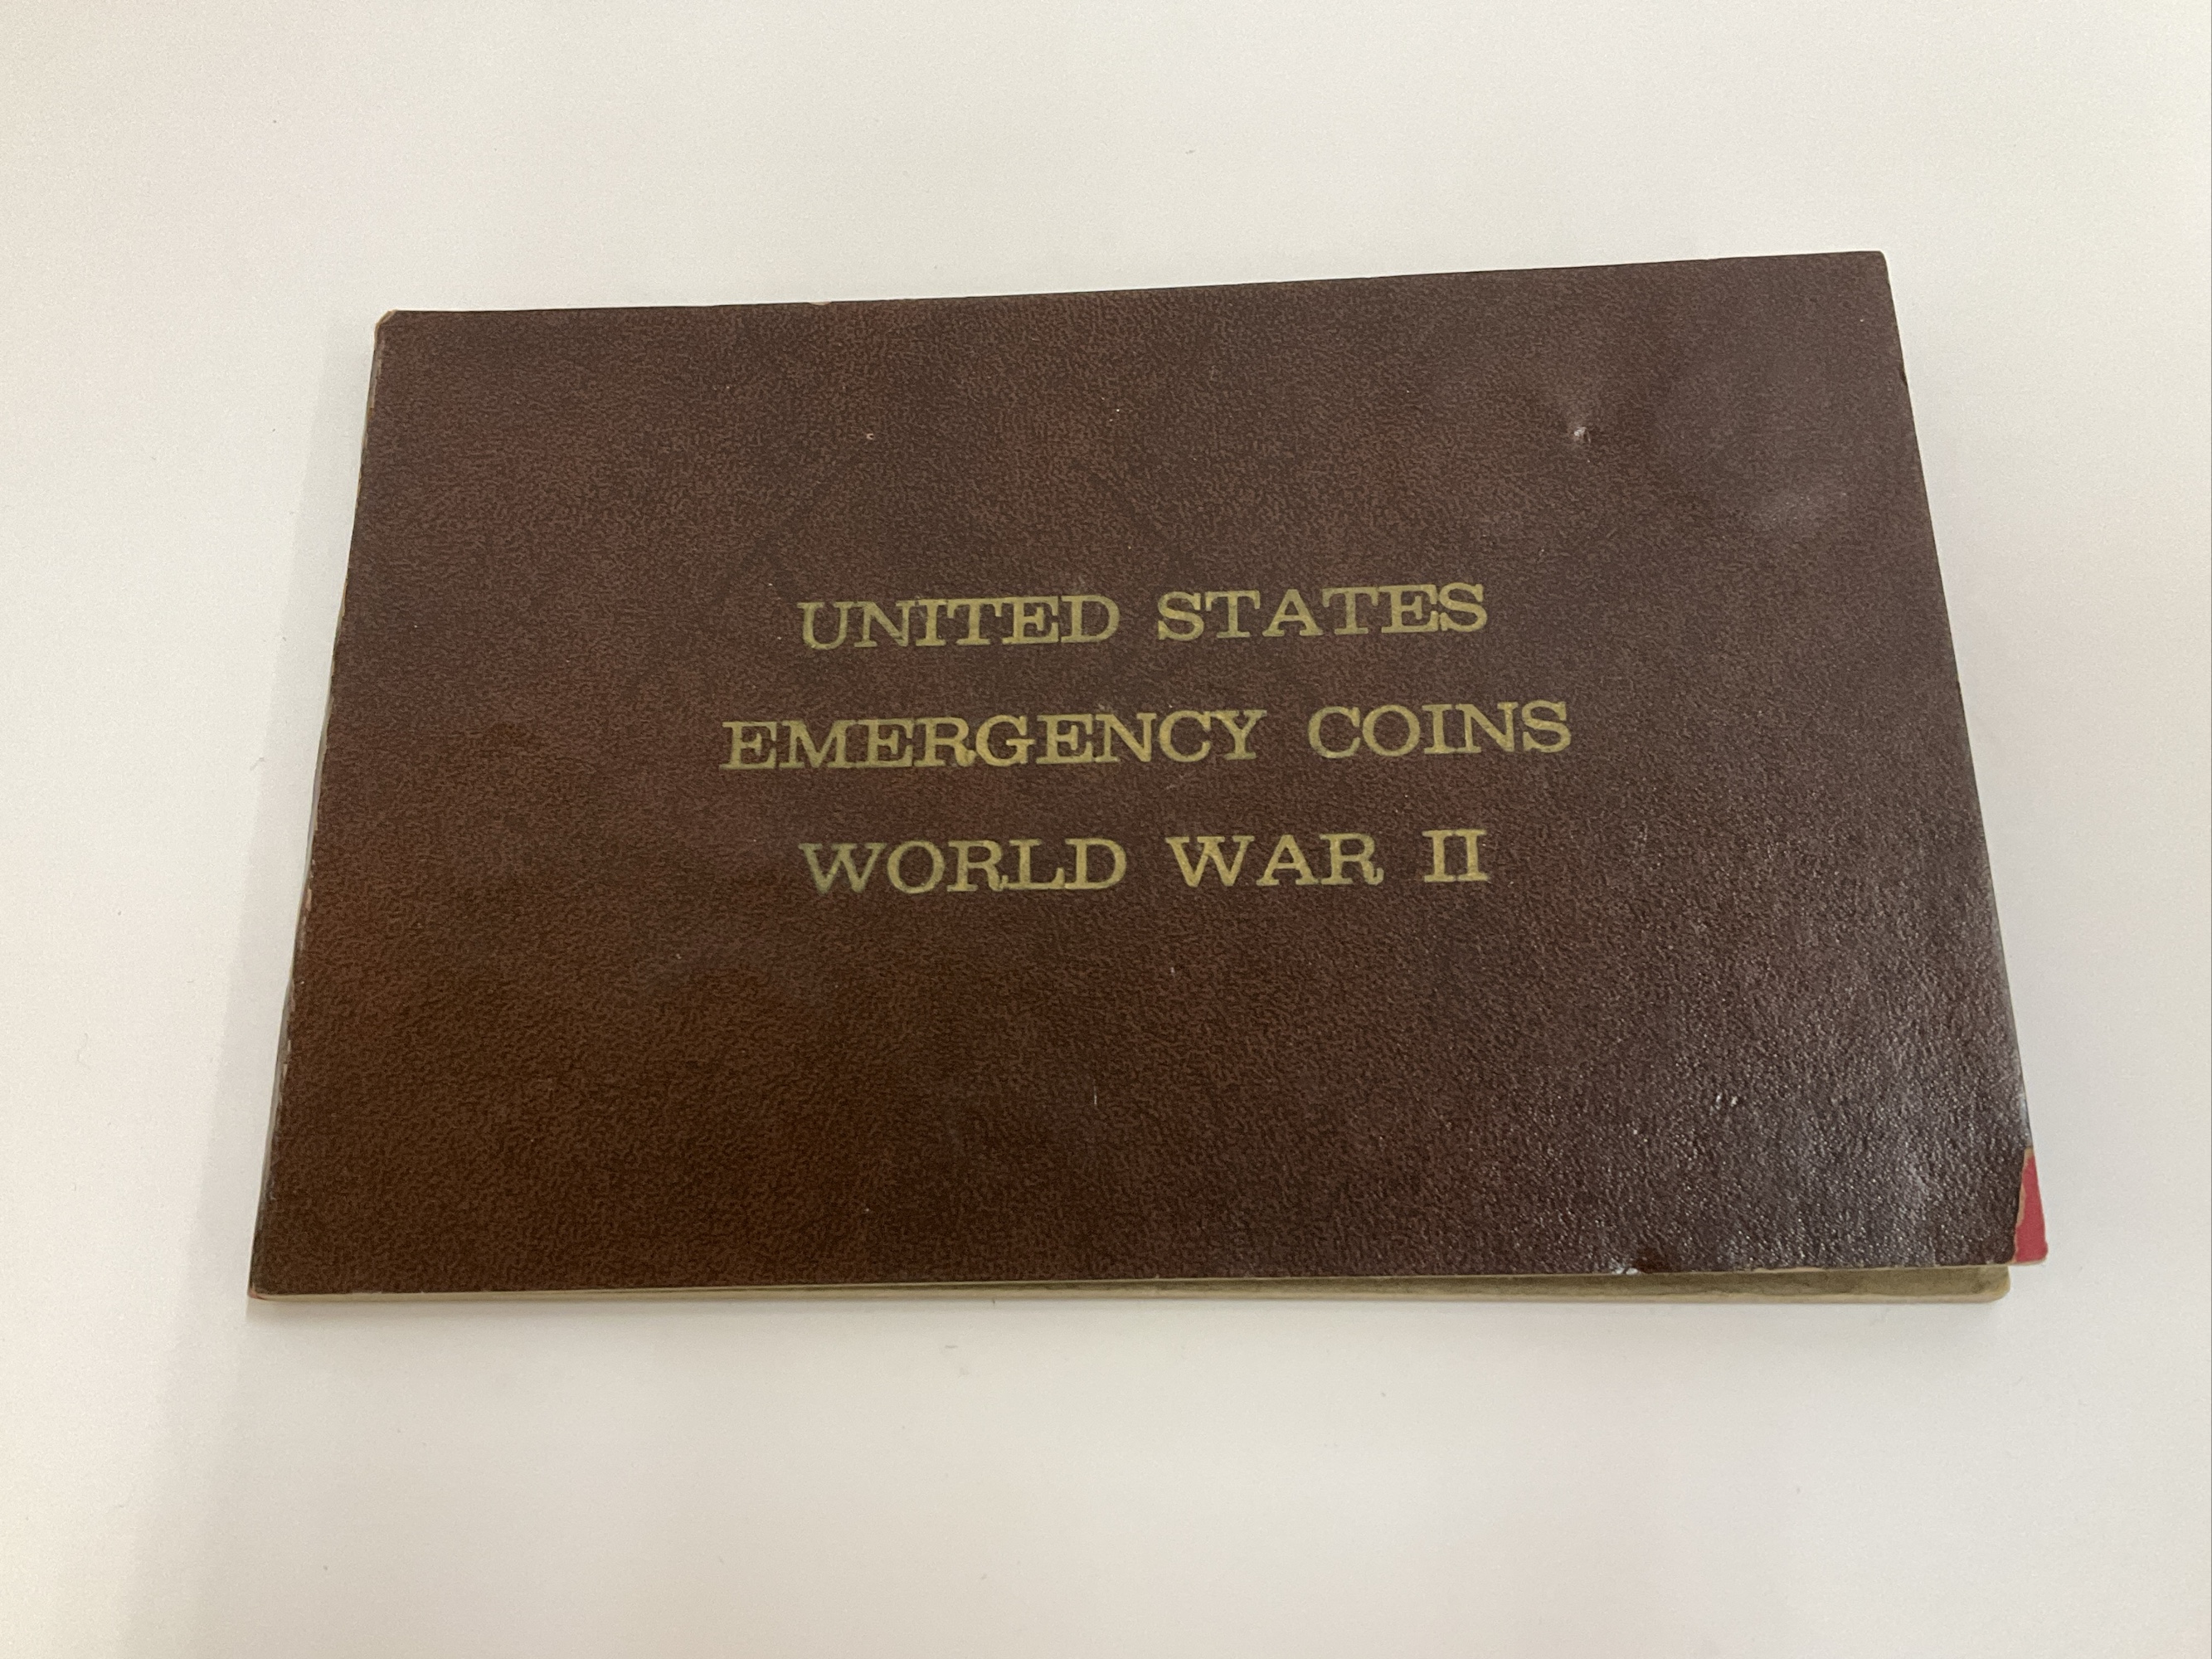 UNITED STATES
EMERGENCY COINS
WORLD WAR II